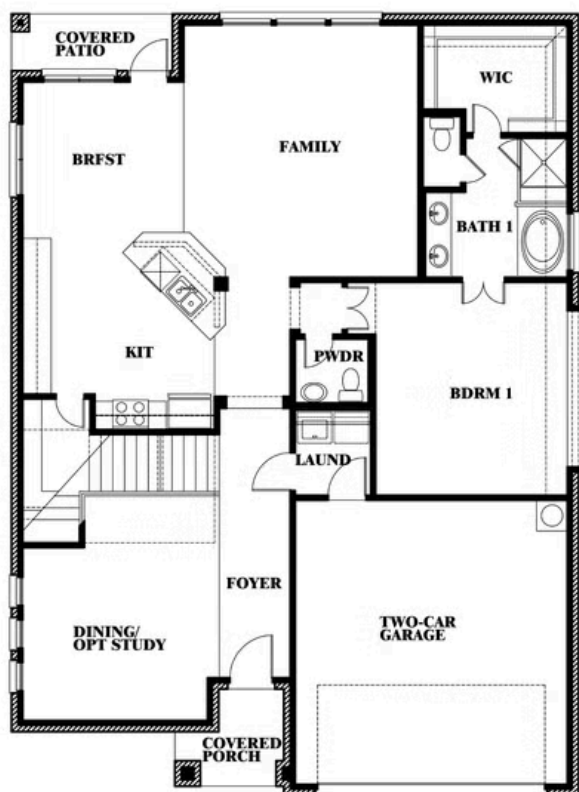 COVERED
PATIO
WIC
BRFST
FAMILY
BATH 1
KIT
PWDR
BDRM 1
LAUND
FOYER
DINING/
OPT STUDY
TWO-CAR
GARAGE
COVERED
PORCH